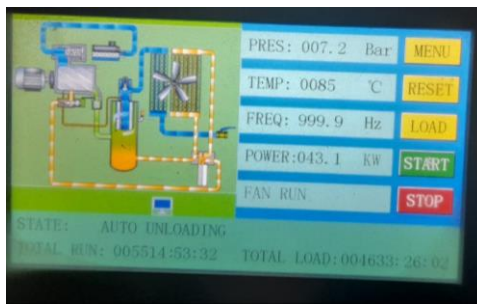 PRES: 007.2 Bar MENU
TEMP: 0085 ℃ RESET
FREQ: 999.9 Hz LOAD
POWER:043.1 KW START
FAN RUN STOP
STATE: AUTO UNLOADING
TOTAL RUN: 005514:53:32 TOTAL LOAD:004633:26:02